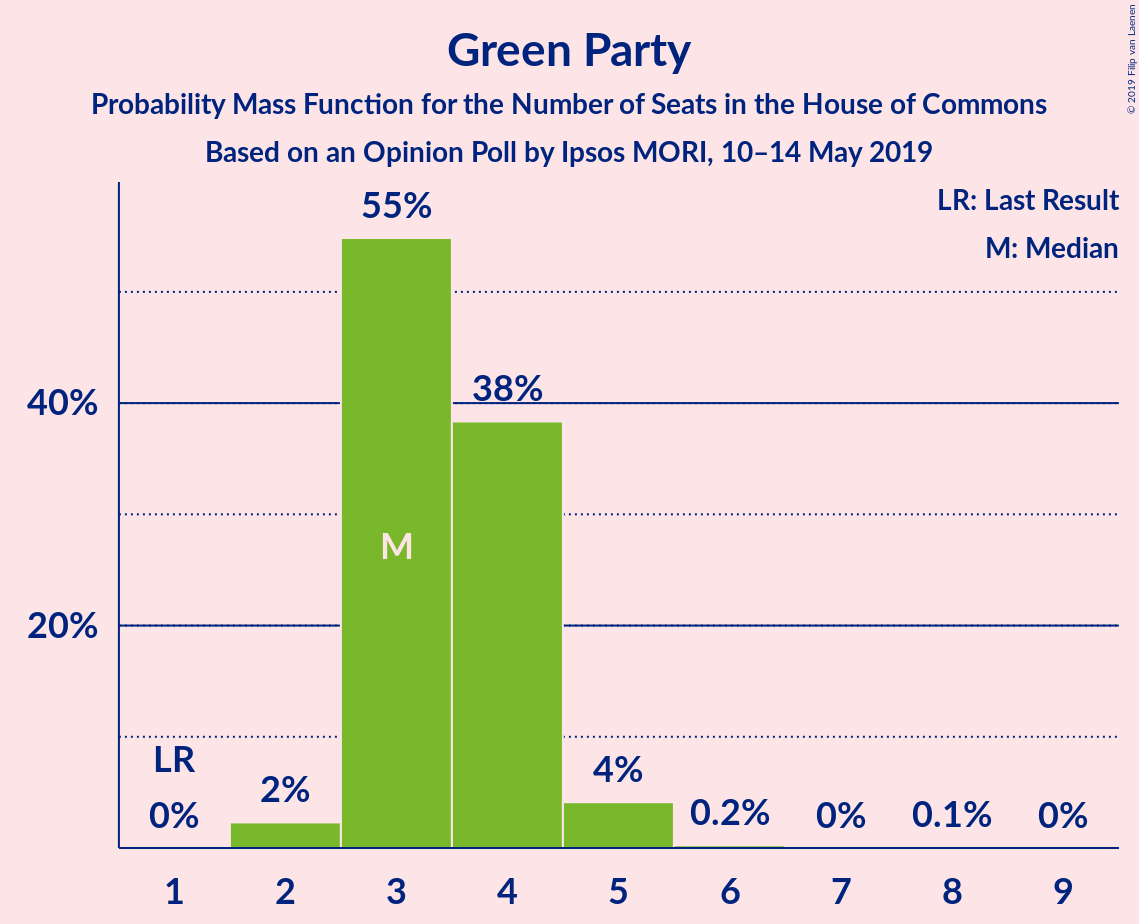 Green Party
Probability Mass Function for the Number of Seats in the House of Commons
Based on an Opinion Poll by Ipsos MORI, 10–14 May 2019
© 2019 Filip van Laenen
LR: Last Result
M: Median
55%
38%
40%
M
20%
LR
0%
2%
4%
0.2%
0%
0.1%
0%
1 2 3 4 5 6 7 8 9